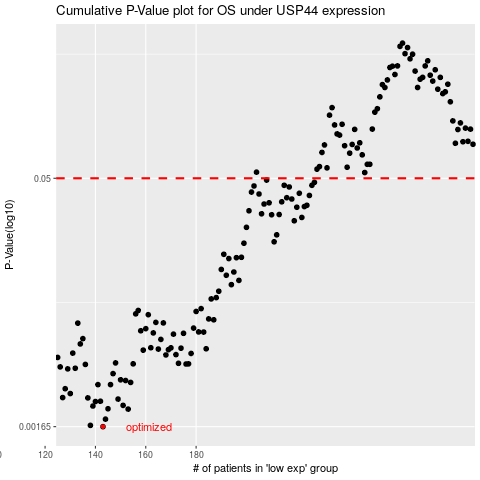 Cumulative P-Value plot for OS under USP44 expression
P-Value(log10)
0.05
0.00165
optimized
0 120 140 160 180
# of patients in 'low exp' group